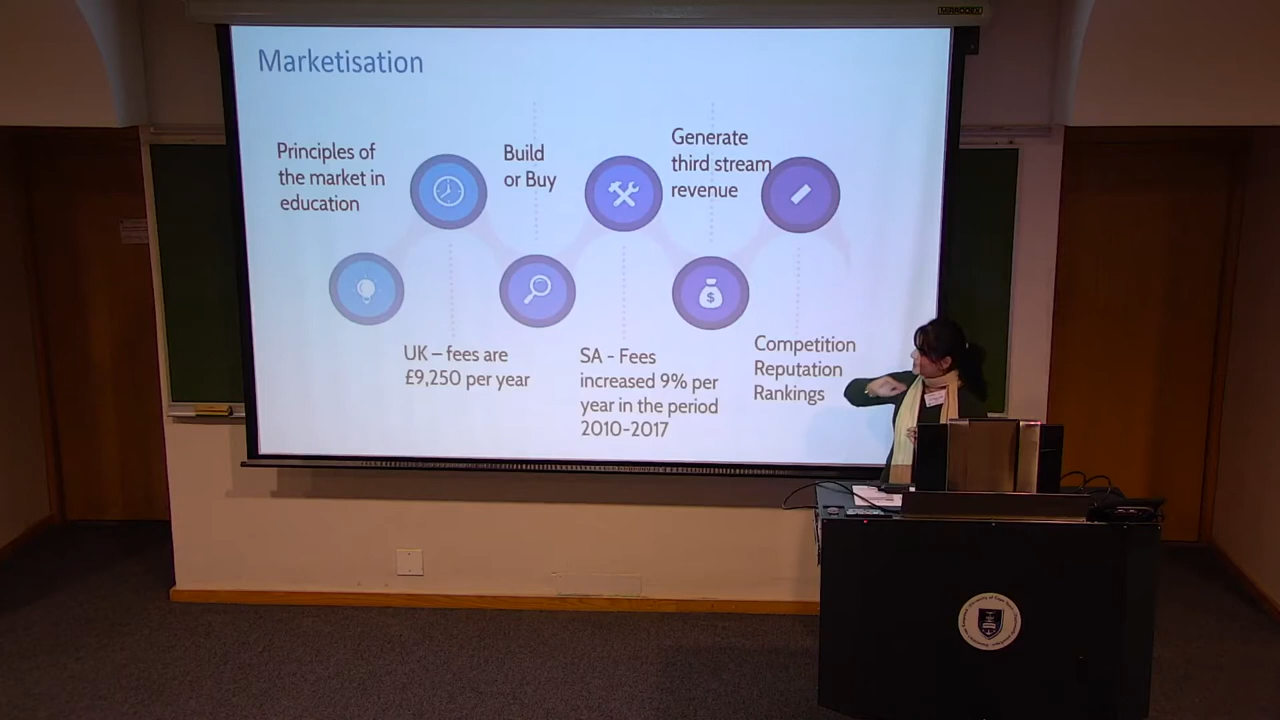 Marketisation
Principles of
the market in
education
UK – fees are
£9,250 per year
Build
or Buy
SA - Fees
increased 9% per
year in the period
2010-2017
Generate
third stream
revenue
Competition
Reputation
Rankings
$